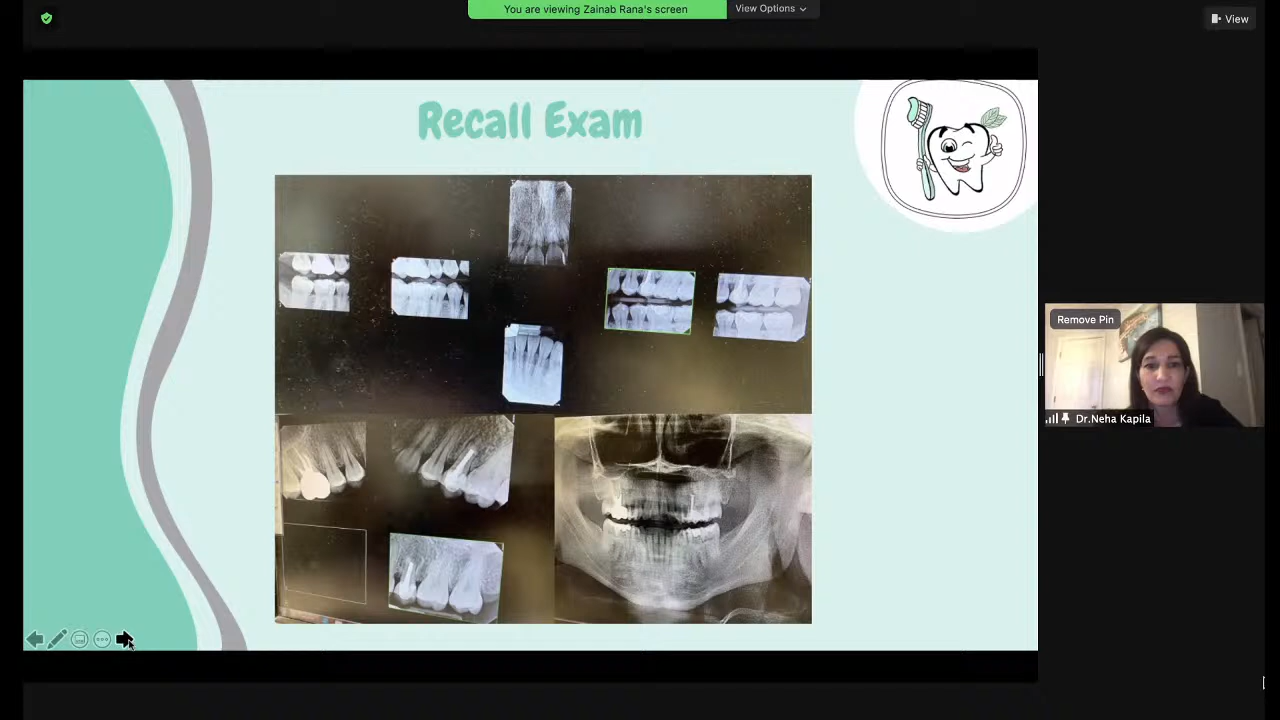 You are viewing Zainab Rana's screen
View Options
View
Recall Exam
Remove Pin
Dr.Neha Kapila